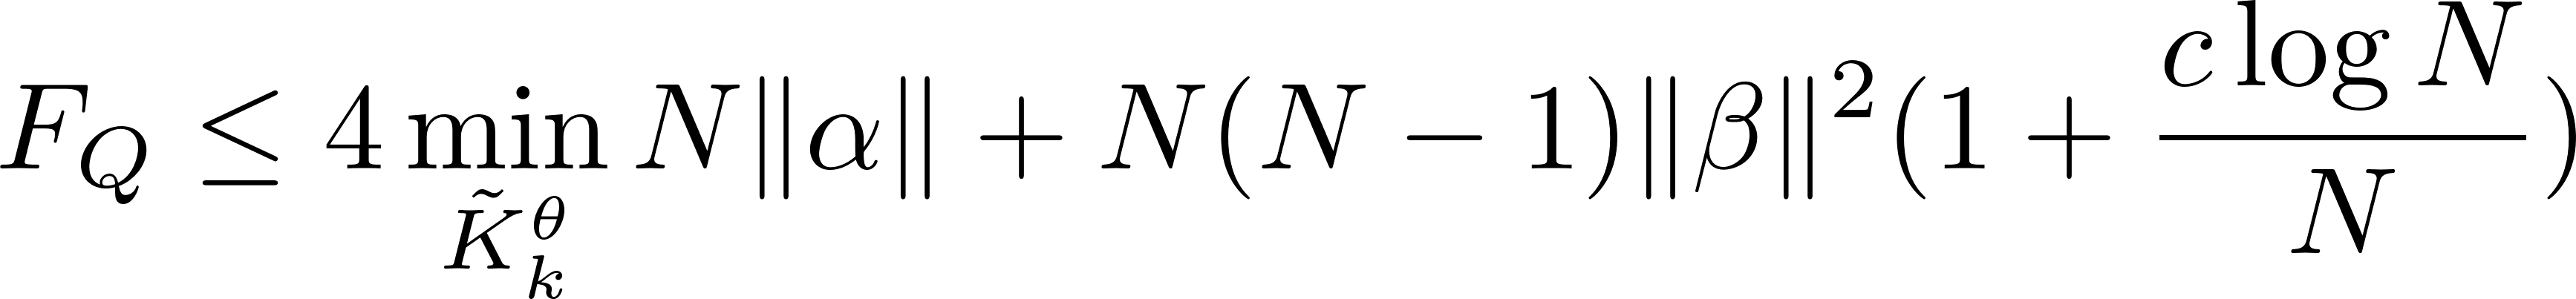 $F_Q \leq 4 \min_{\tilde{K}_k^\theta} N\|\alpha\| + N(N-1)\|\beta\|^2(1 + \frac{c \log N}{N})$